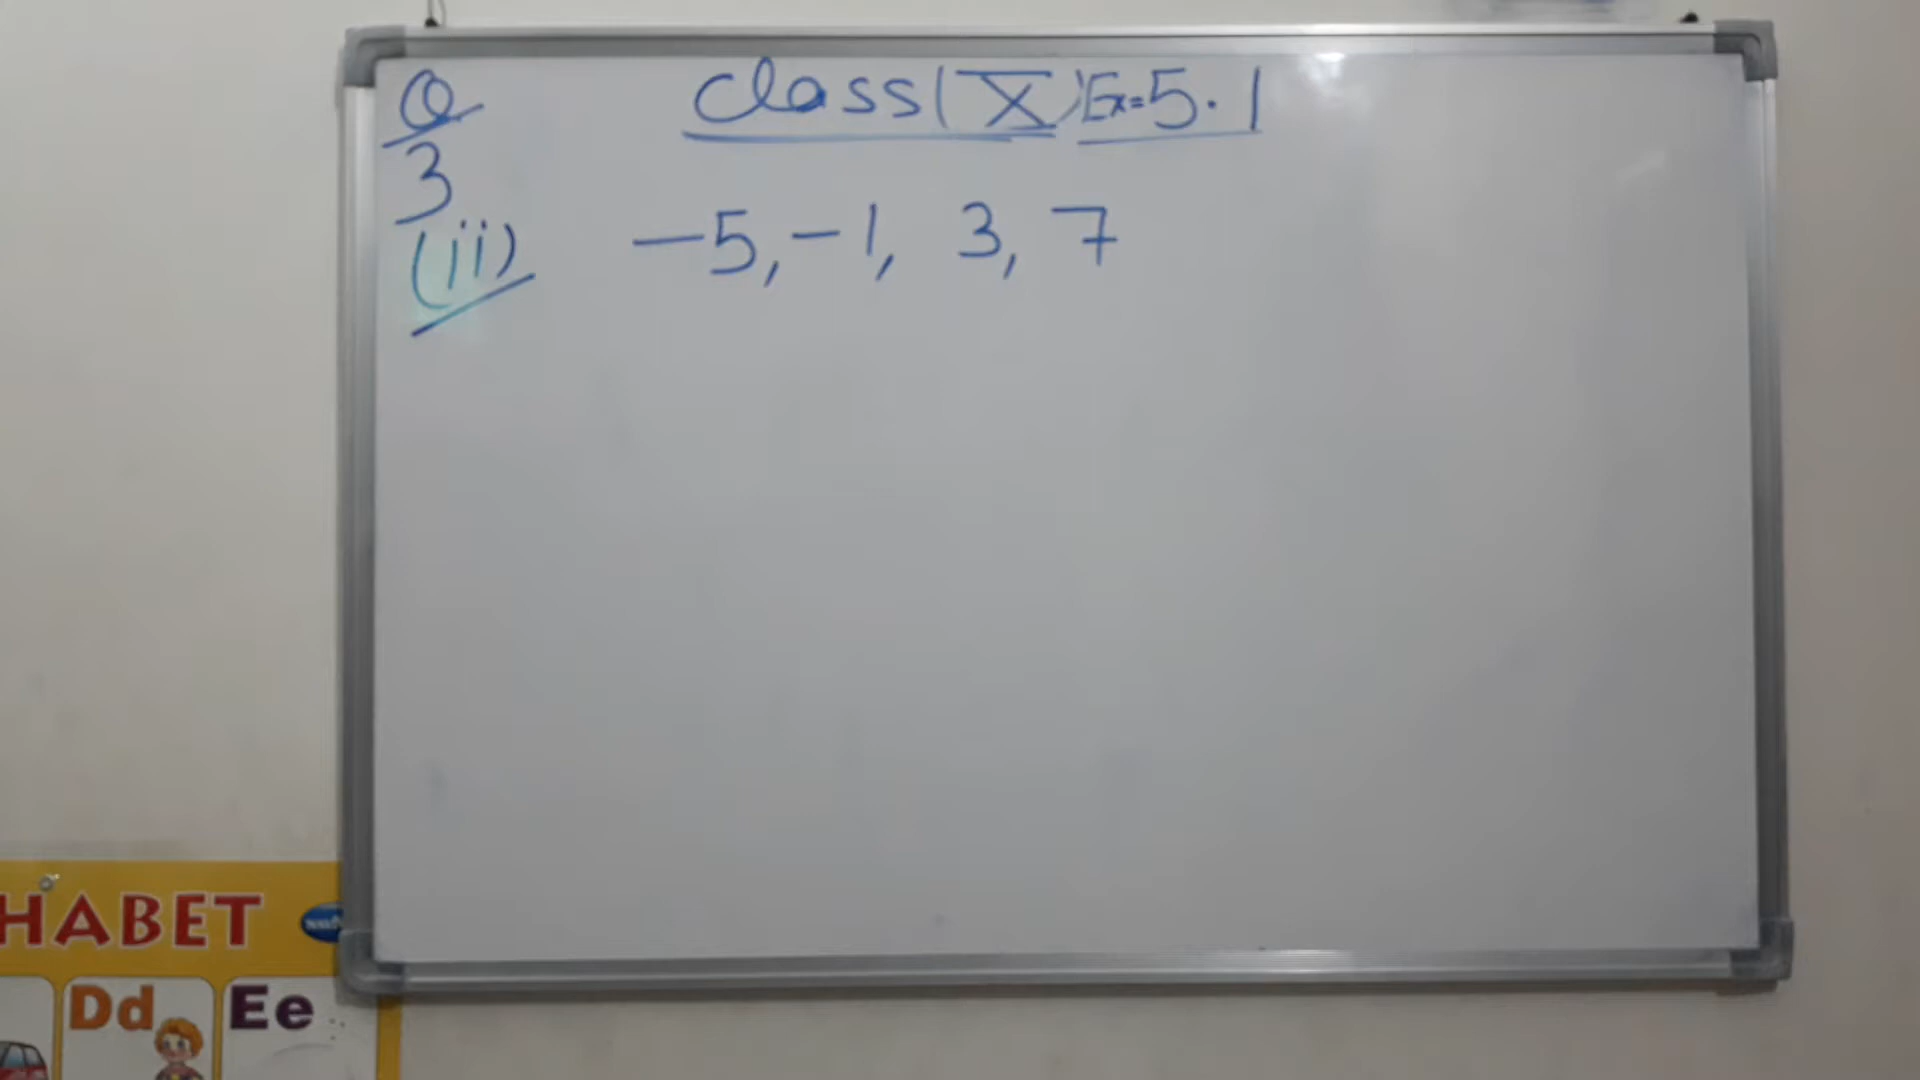 Q class (X) Ex=5.1
3
(ii) -5, -1, 3, 7
HABET
Dd Ee